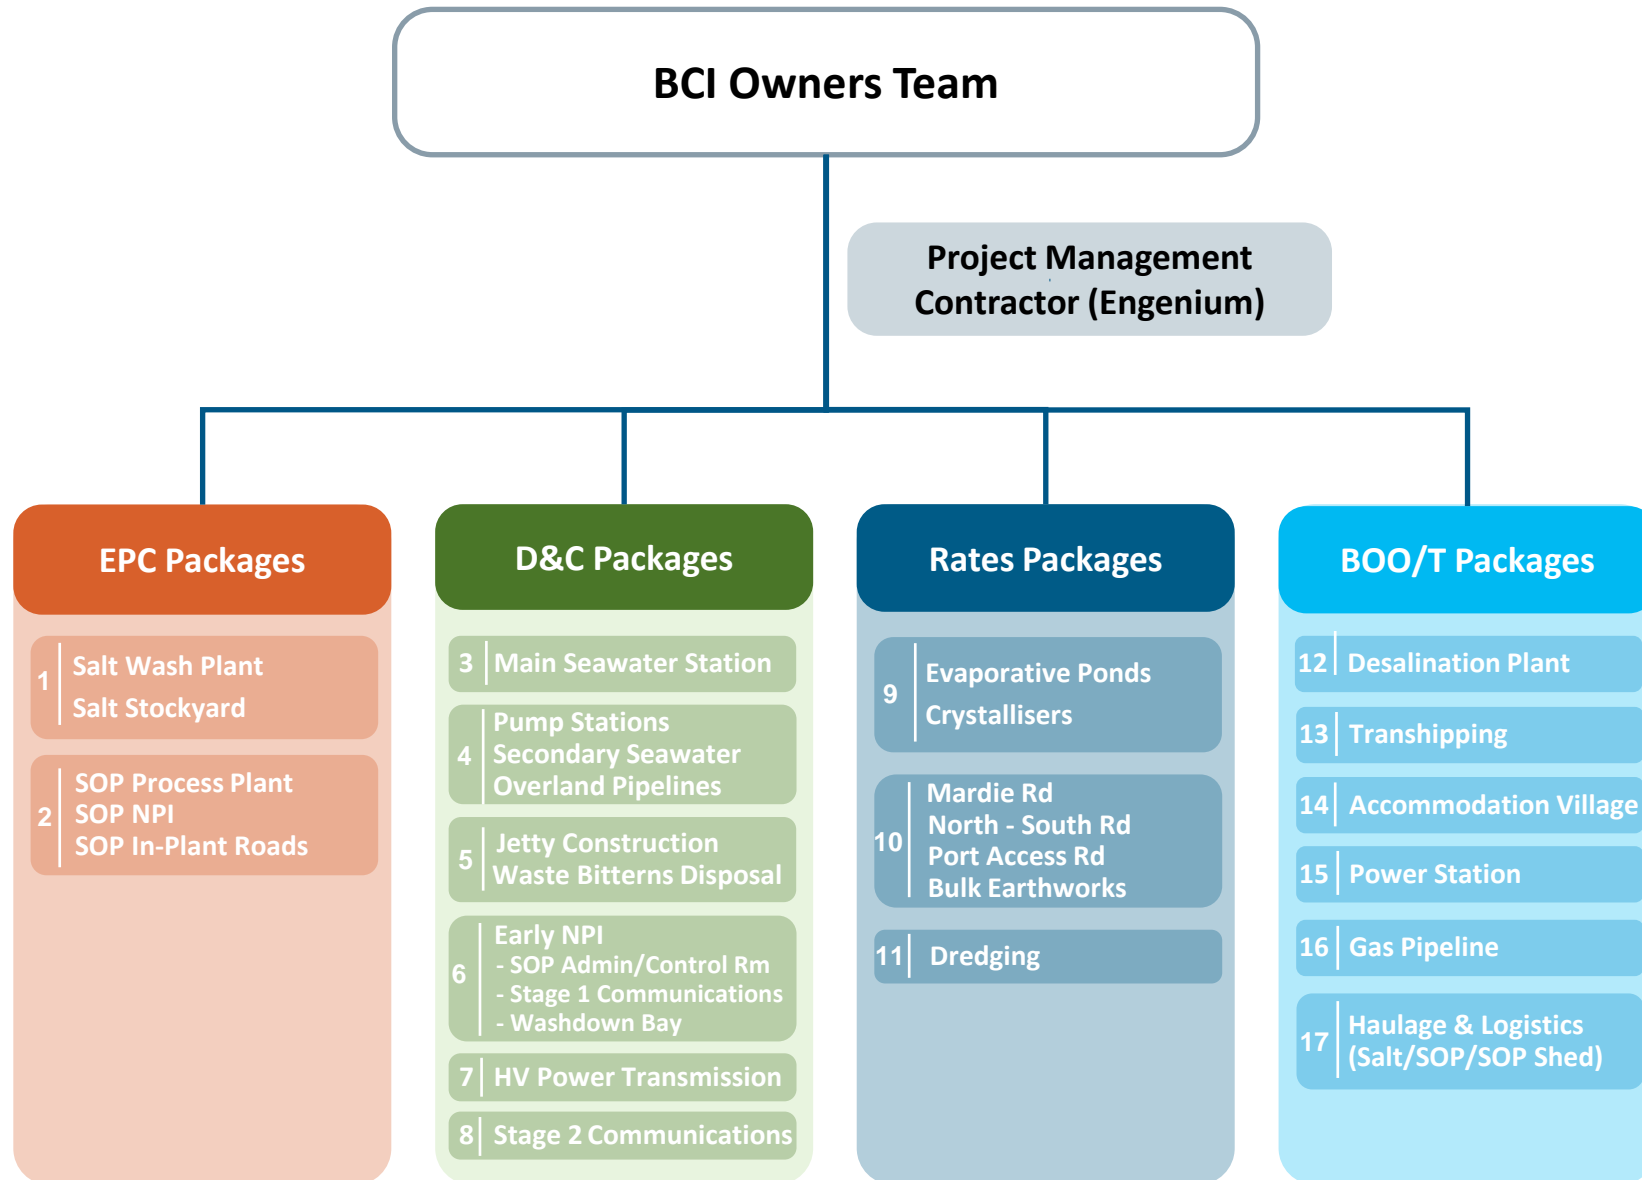 BCI Owners Team
Project Management
Contractor (Engenium)
EPC Packages
1
Salt Wash Plant
Salt Stockyard
2
SOP Process Plant
SOP NPI
SOP In-Plant Roads
D&C Packages
3
Main Seawater Station
4
Pump Stations
Secondary Seawater
Overland Pipelines
5
Jetty Construction
Waste Bitterns Disposal
6
Early NPI
- SOP Admin/Control Rm
- Stage 1 Communications
- Washdown Bay
7
HV Power Transmission
8
Stage 2 Communications
Rates Packages
9
Evaporative Ponds
Crystallisers
10
Mardie Rd
North - South Rd
Port Access Rd
Bulk Earthworks
11
Dredging
BOO/T Packages
12
Desalination Plant
13
Transhipping
14
Accommodation Village
15
Power Station
16
Gas Pipeline
17
Haulage & Logistics
(Salt/SOP/SOP Shed)